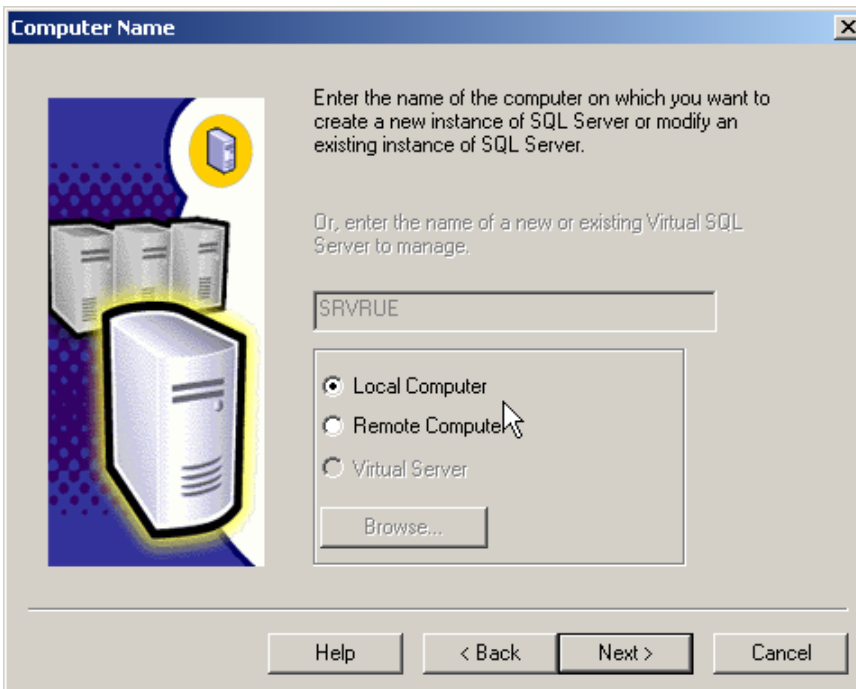 Computer Name
Enter the name of the computer on which you want to
create a new instance of SQL Server or modify an
existing instance of SQL Server.
Or, enter the name of a new or existing Virtual SQL
Server to manage.
SRVRUE
Local Computer
Remote Computer
Virtual Server
Browse...
Help
< Back
Next >
Cancel